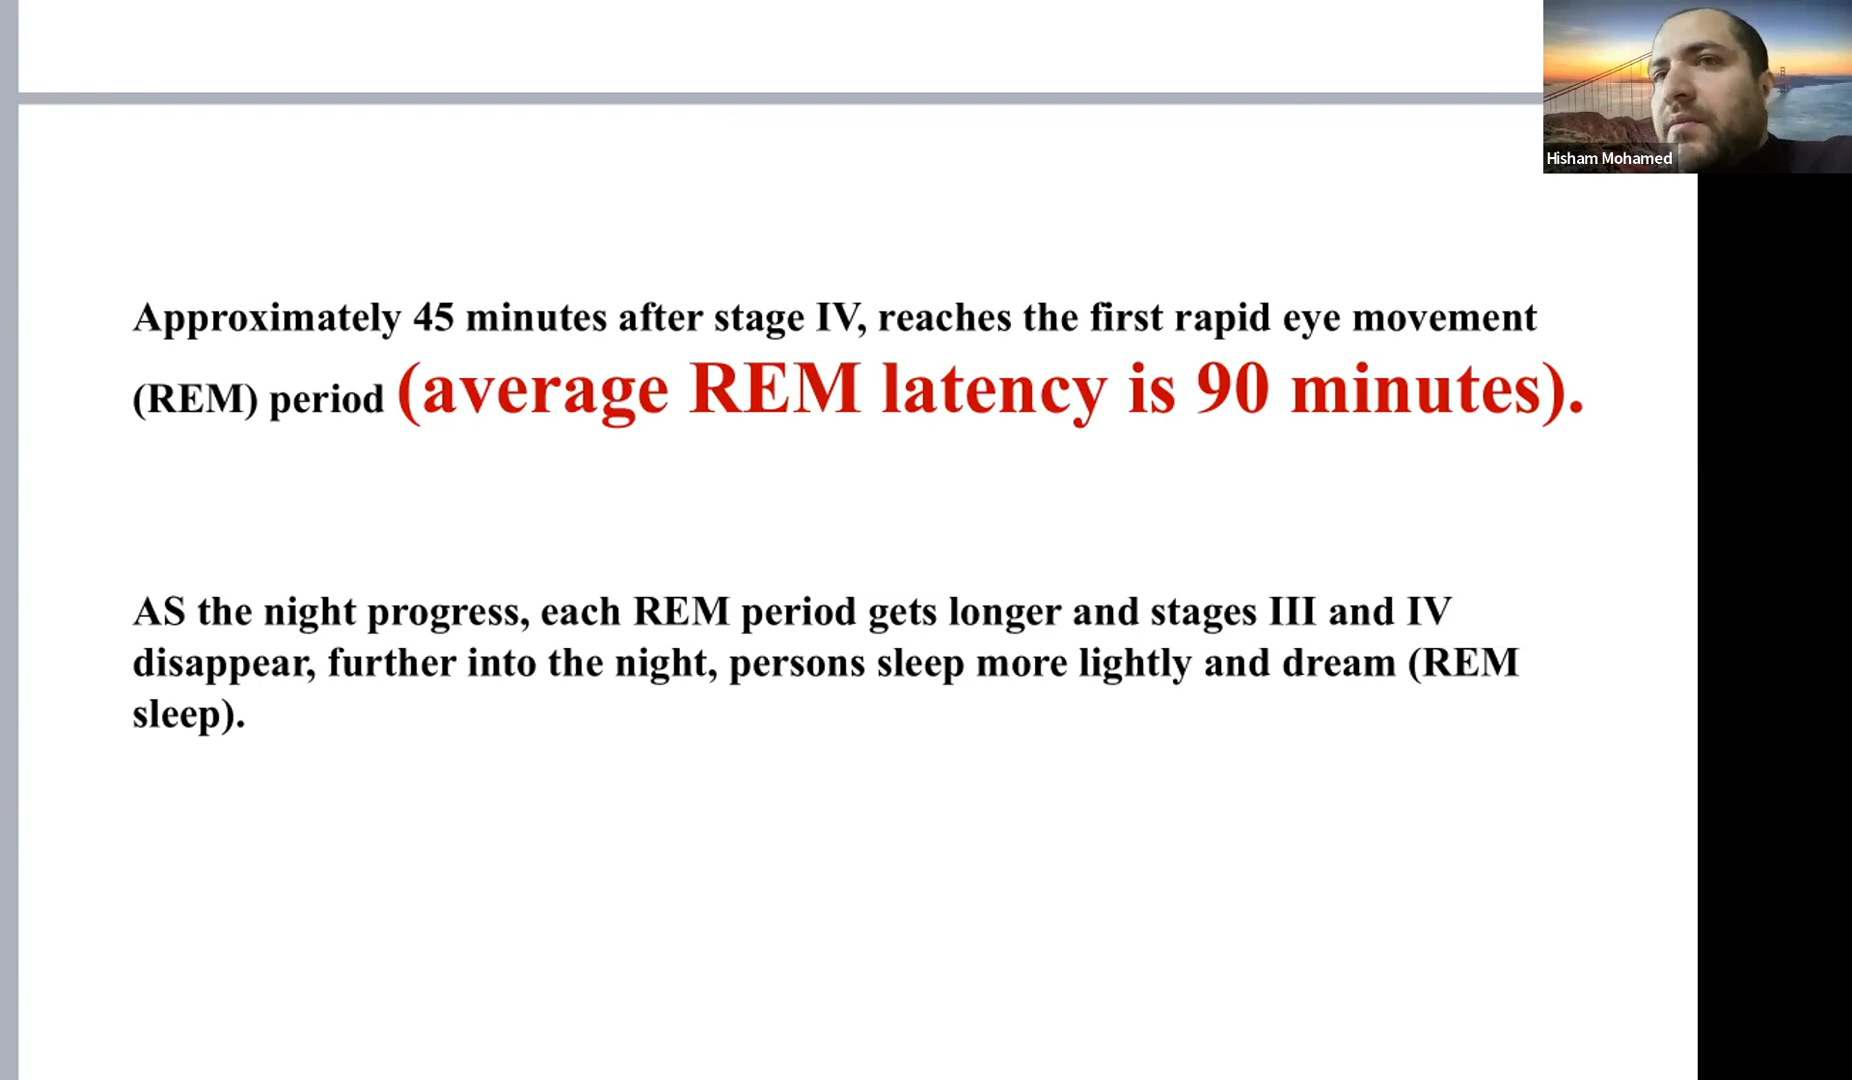 Hisham Mohamed
Approximately 45 minutes after stage IV, reaches the first rapid eye movement
(REM) period (average REM latency is 90 minutes).
AS the night progress, each REM period gets longer and stages III and IV
disappear, further into the night, persons sleep more lightly and dream (REM
sleep).